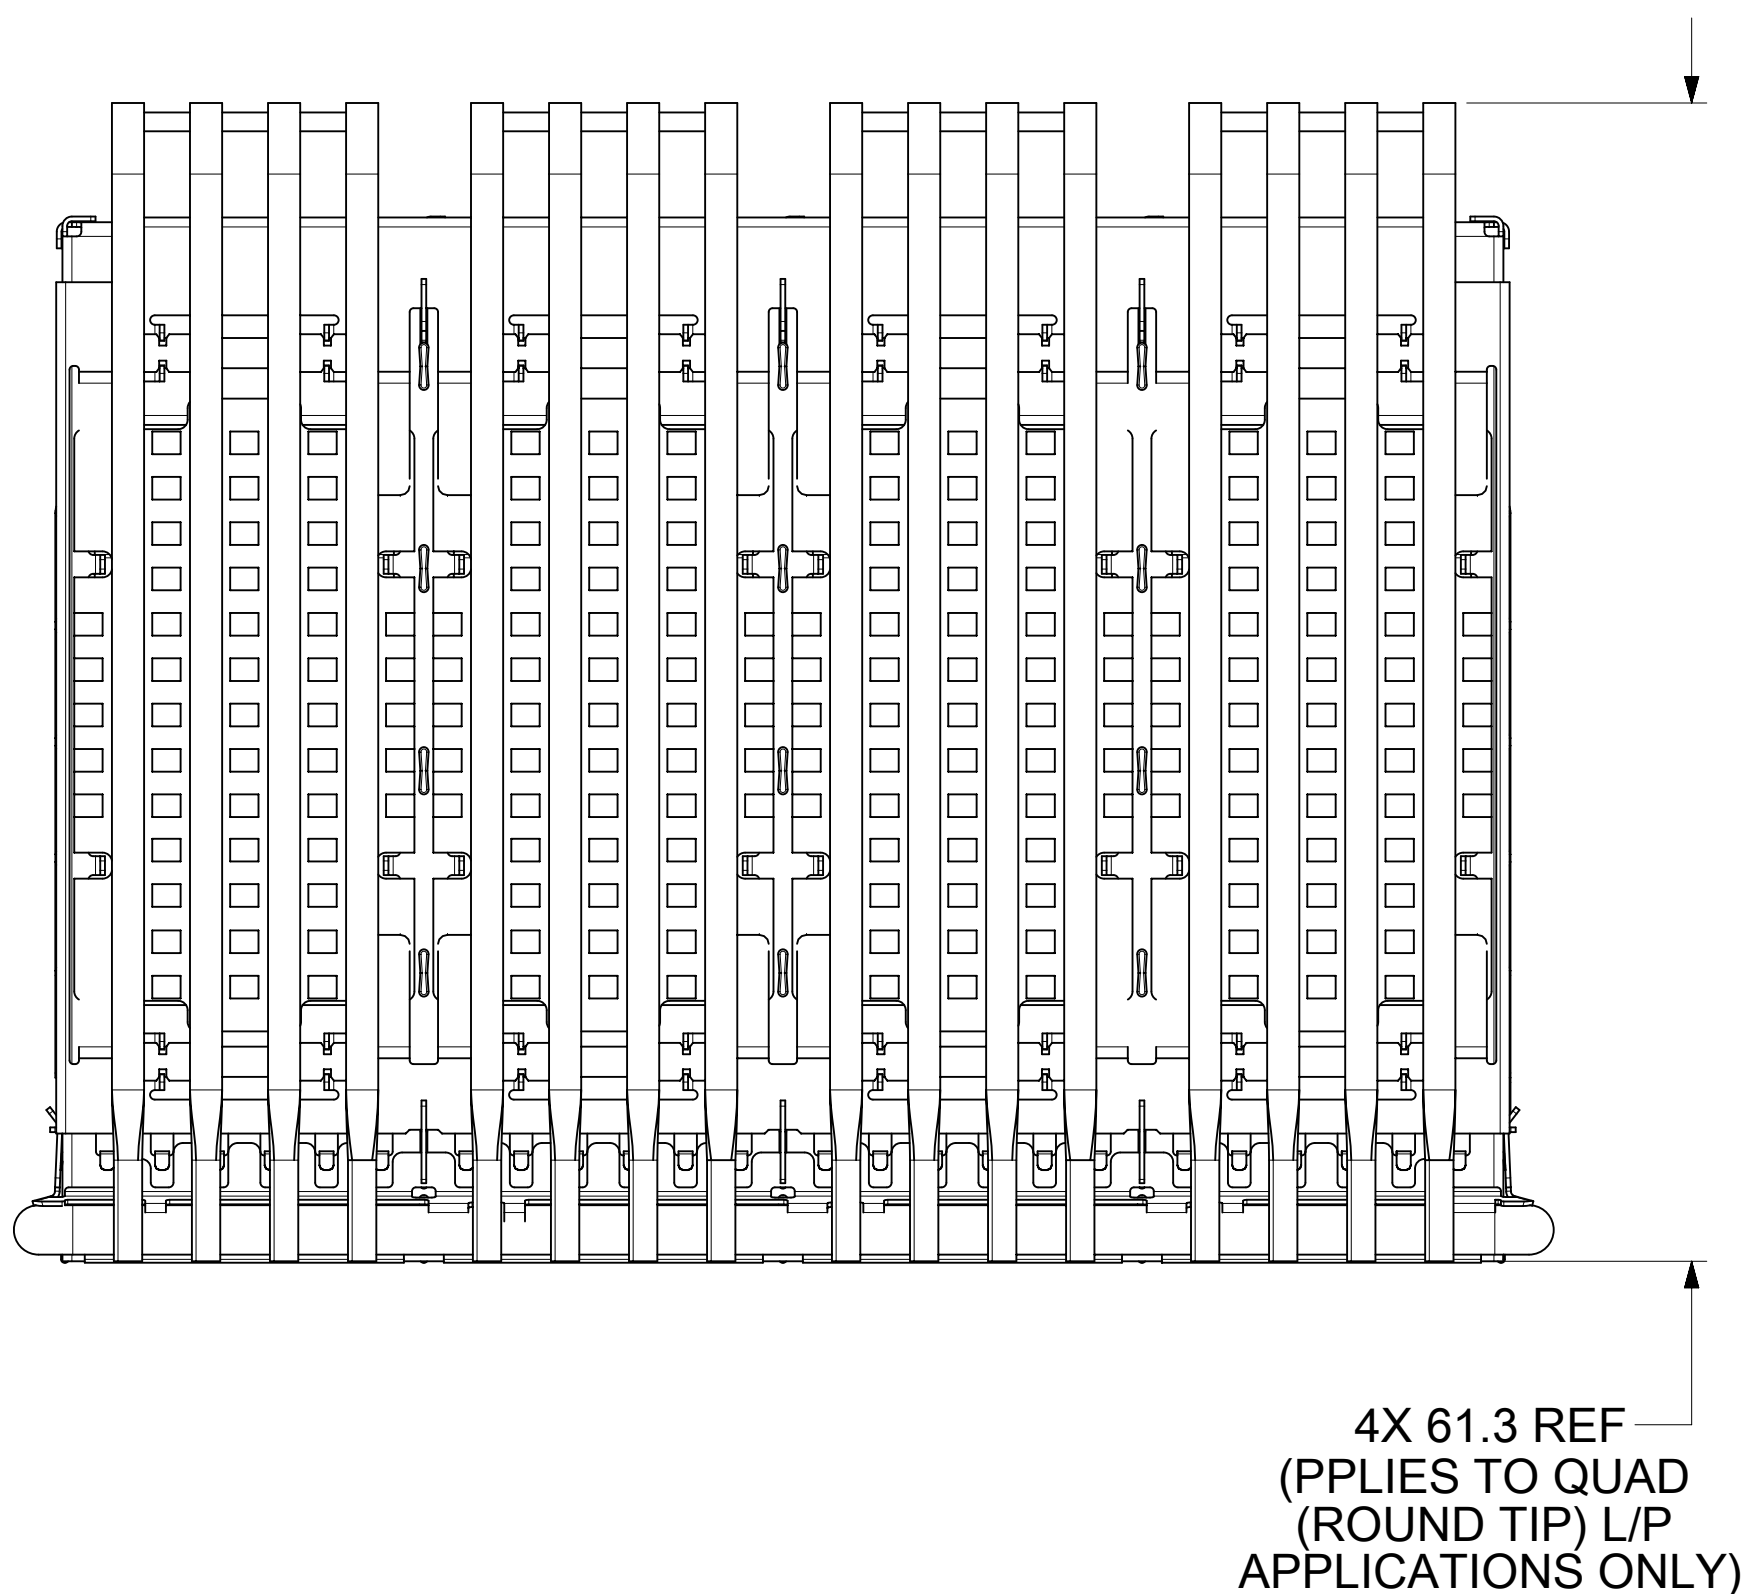 4X 61.3 REF
(PPLIES TO QUAD
(ROUND TIP) L/P
APPLICATIONS ONLY)